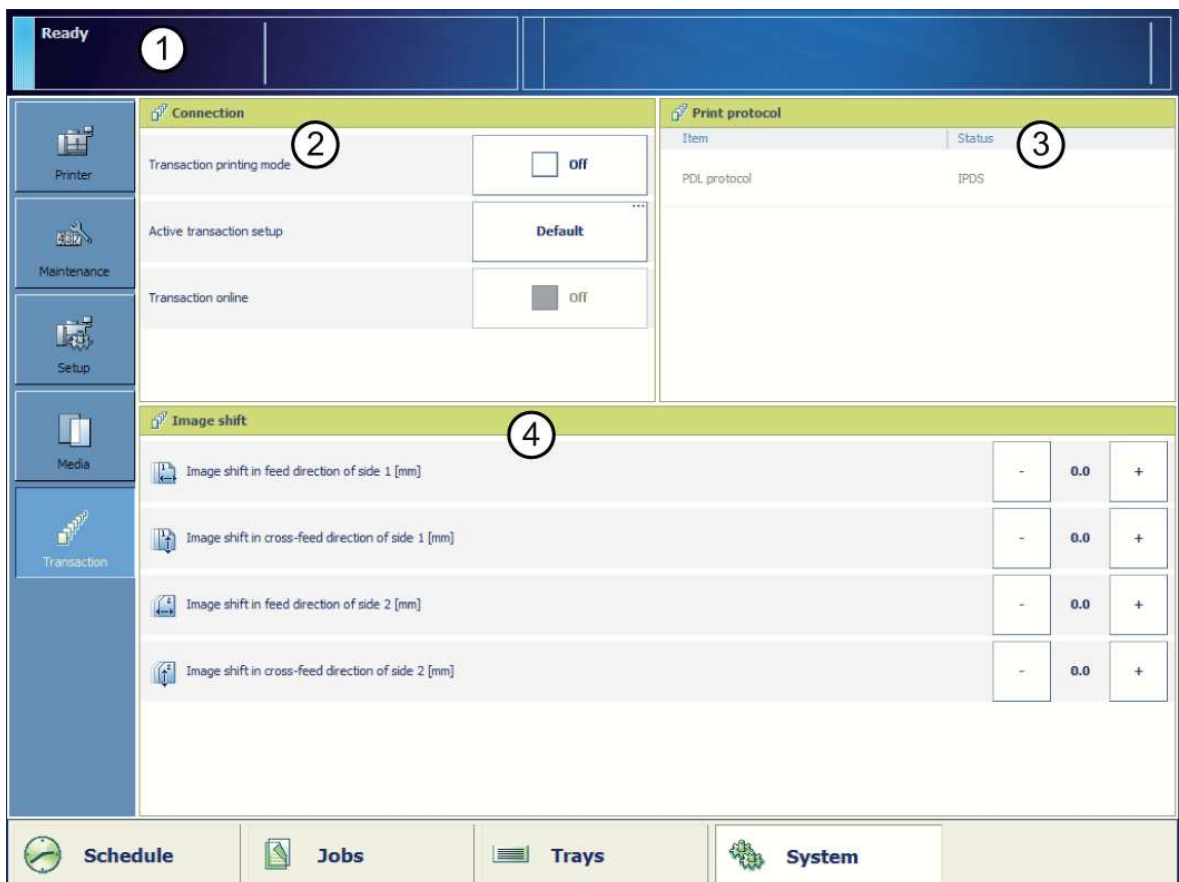 Ready
1
Connection
2
Transaction printing mode
Off
Active transaction setup
...
Default
Transaction online
Off
Print protocol
3
Item
Status
PDL protocol
IPDS
Printer
Maintenance
Setup
Media
Transaction
Image shift
4
Image shift in feed direction of side 1 [mm]
-
0.0
+
Image shift in cross-feed direction of side 1 [mm]
-
0.0
+
Image shift in feed direction of side 2 [mm]
-
0.0
+
Image shift in cross-feed direction of side 2 [mm]
-
0.0
+
Schedule
Jobs
Trays
System